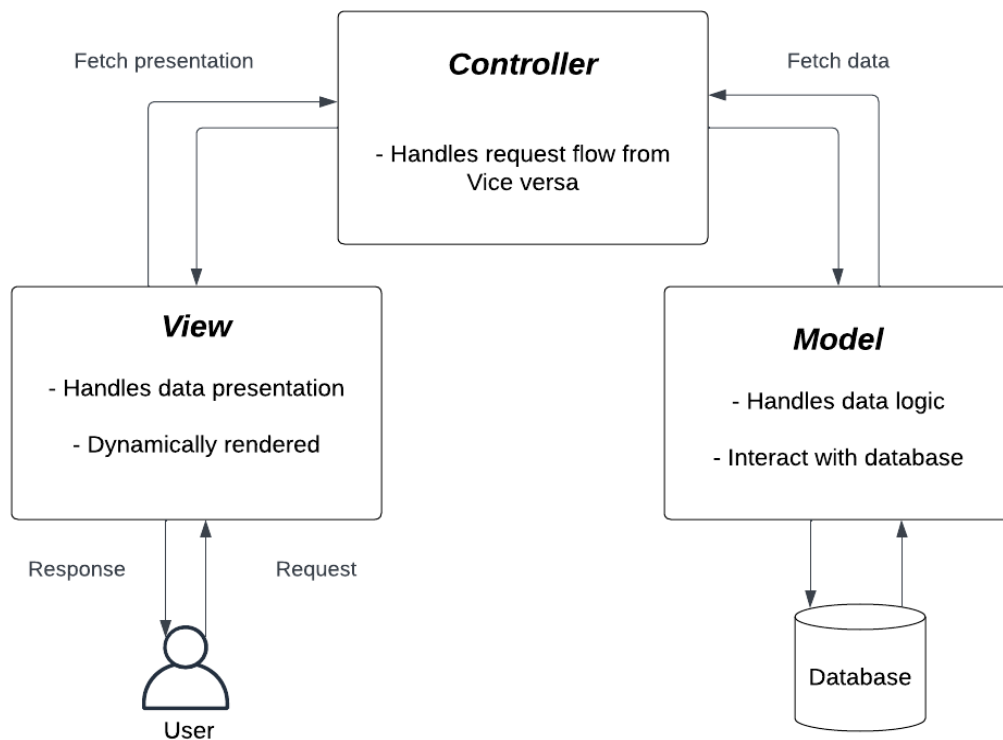 Fetch presentation
Controller
Fetch data
- Handles request flow from
Vice versa
View
- Handles data presentation
- Dynamically rendered
Model
- Handles data logic
- Interact with database
Response
Request
User
Database